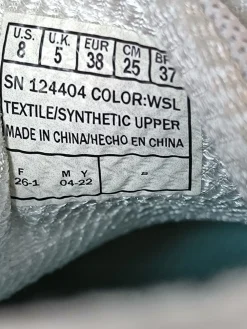 U.S. U.K. EUR CM BR
8 5 38 25 37
SN 124404 COLOR:WSL
TEXTILE/SYNTHETIC UPPER
MADE IN CHINA/HECHO EN CHINA
F M Y
26-1 04-22